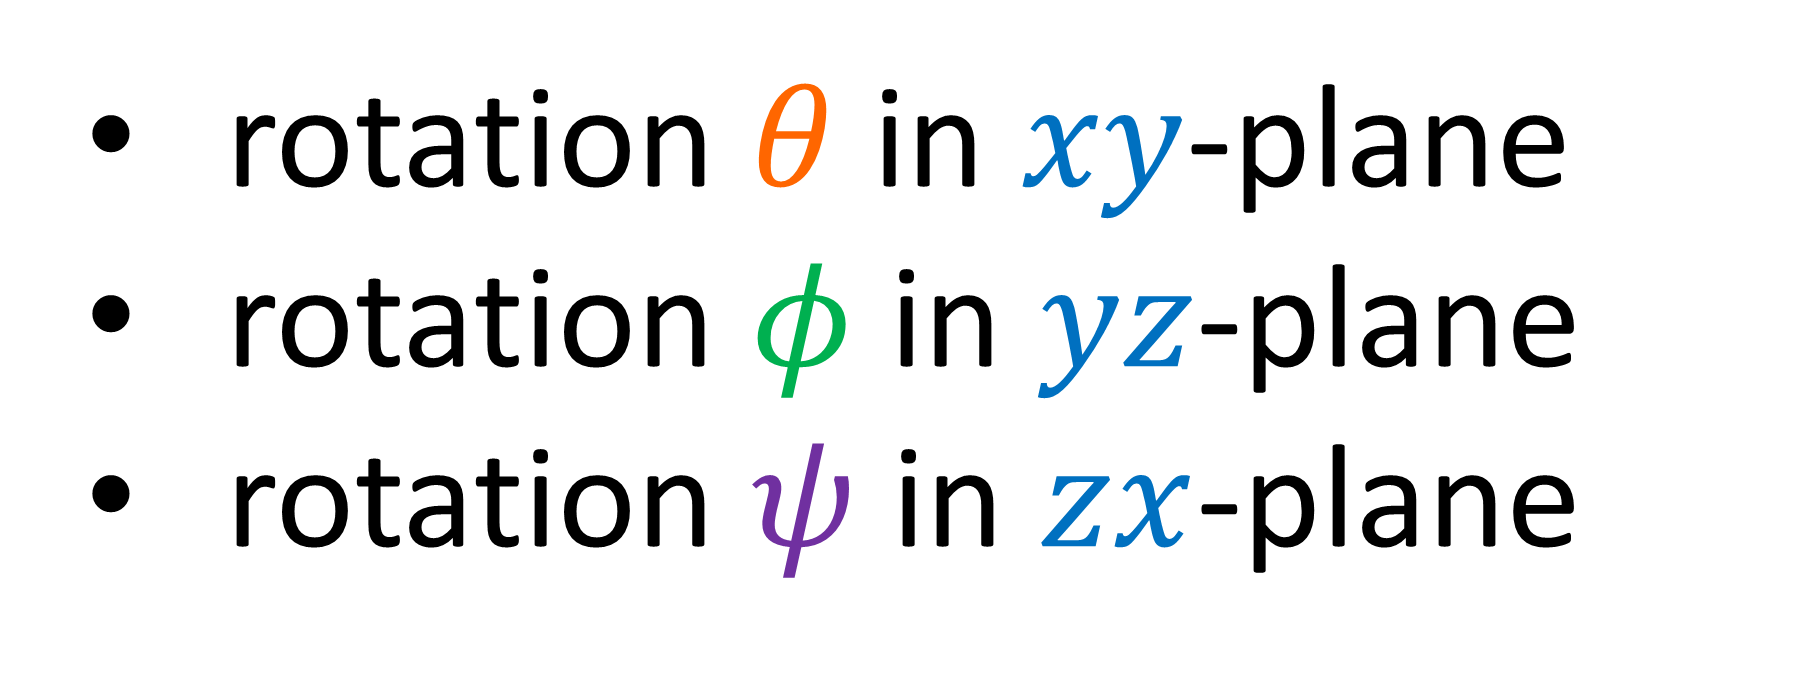 • rotation θ in xy-plane
• rotation ϕ in yz-plane
• rotation ψ in zx-plane